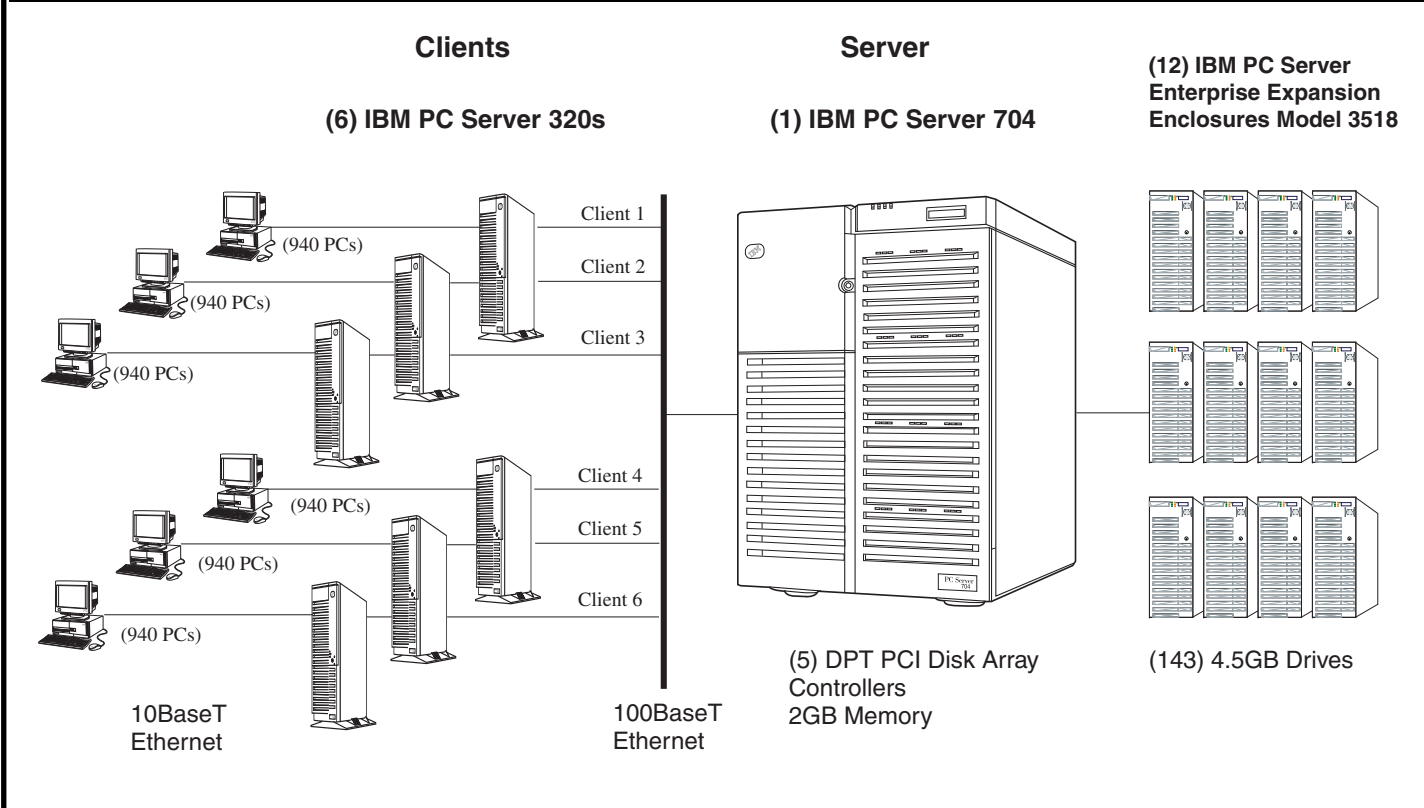 Clients
Server
(12) IBM PC Server
Enterprise Expansion
Enclosures Model 3518
(6) IBM PC Server 320s
(1) IBM PC Server 704
Client 1
(940 PCs)
Client 2
(940 PCs)
Client 3
(940 PCs)
Client 4
(940 PCs)
Client 5
(940 PCs)
Client 6
(940 PCs)
IBM
PC Server
704
(5) DPT PCI Disk Array
Controllers
2GB Memory
(143) 4.5GB Drives
10BaseT
Ethernet
100BaseT
Ethernet